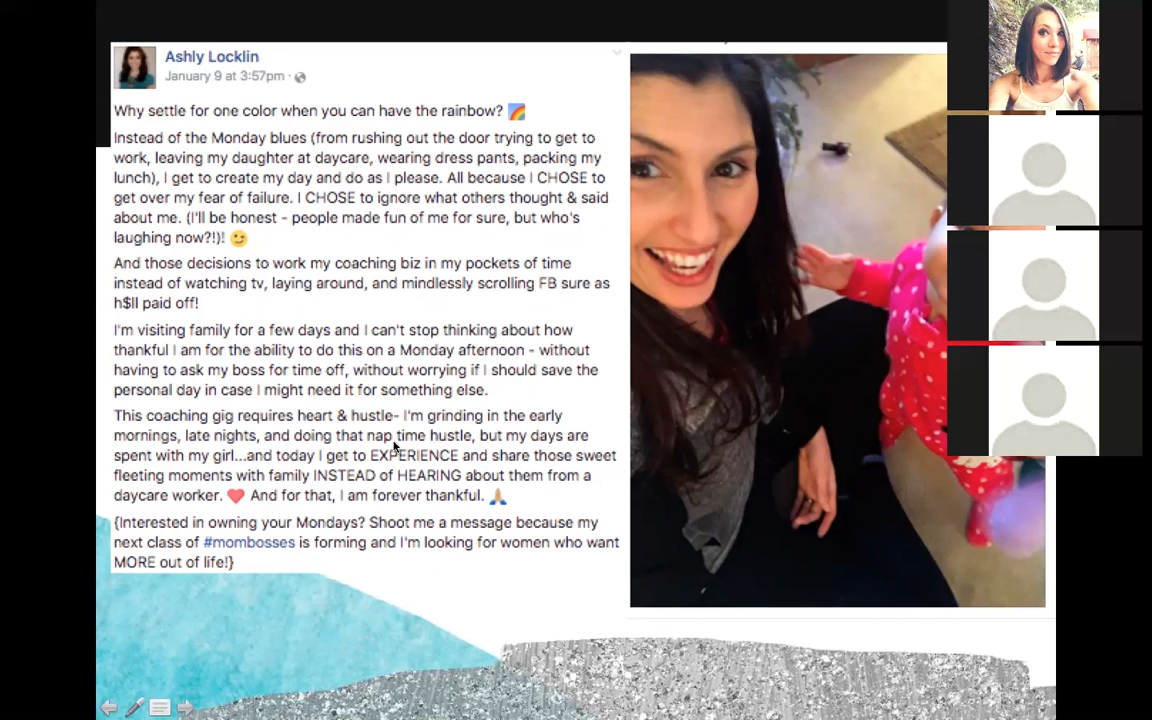 Ashly Locklin
January 9 at 3:57pm ·
Why settle for one color when you can have the rainbow? 🌈
Instead of the Monday blues (from rushing out the door trying to get to
work, leaving my daughter at daycare, wearing dress pants, packing my
lunch), I get to create my day and do as I please. All because I CHOSE to
get over my fear of failure. I CHOSE to ignore what others thought & said
about me. (I'll be honest - people made fun of me for sure, but who's
laughing now?!)! 😉
And those decisions to work my coaching biz in my pockets of time
instead of watching tv, laying around, and mindlessly scrolling FB sure as
h$ll paid off!
I'm visiting family for a few days and I can't stop thinking about how
thankful I am for the ability to do this on a Monday afternoon - without
having to ask my boss for time off, without worrying if I should save the
personal day in case I might need it for something else.
This coaching gig requires heart & hustle- I'm grinding in the early
mornings, late nights, and doing that nap time hustle, but my days are
spent with my girl...and today I get to EXPERIENCE and share those sweet
fleeting moments with family INSTEAD of HEARING about them from a
daycare worker. ❤️ And for that, I am forever thankful. 🙏
{Interested in owning your Mondays? Shoot me a message because my
next class of #mombosses is forming and I'm looking for women who want
MORE out of life!}